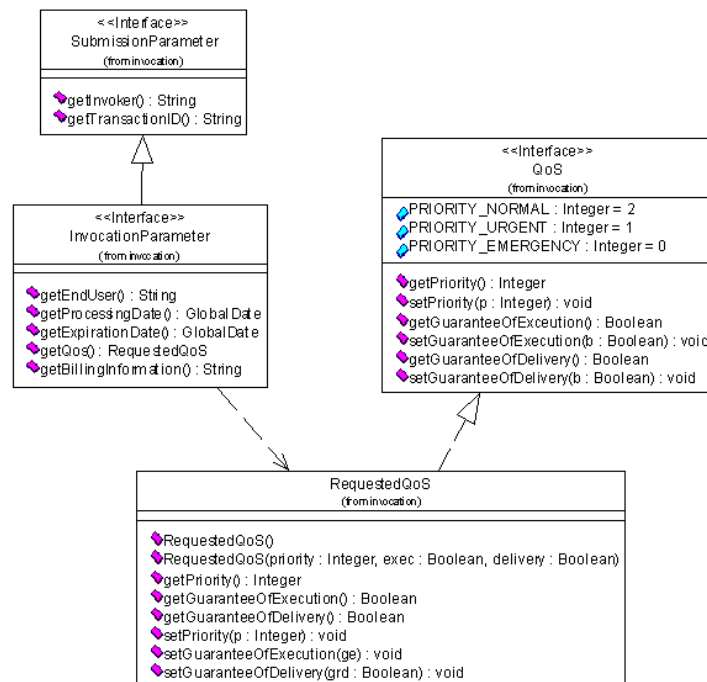 <<Interface>>
SubmissionParameter
(from invocation)
getInvoker() : String
getTransactionID() : String
<<Interface>>
QoS
(from invocation)
PRIORITY_NORMAL : Integer = 2
PRIORITY_URGENT : Integer = 1
PRIORITY_EMERGENCY : Integer = 0
getPriority() : Integer
setPriority(p : Integer) : void
getGuaranteeOfExcecution() : Boolean
setGuaranteeOfExecution(b : Boolean) : void
getGuaranteeOfDelivery() : Boolean
setGuaranteeOfDelivery(b : Boolean) : void
<<Interface>>
InvocationParameter
(from invocation)
getEndUser() : String
getProcessingDate() : GlobalDate
getExpirationDate() : GlobalDate
getQos() : RequestedQoS
getBillingInformation() : String
RequestedQoS
(from invocation)
RequestedQoS()
RequestedQoS(priority : Integer, exec : Boolean, delivery : Boolean)
getPriority() : Integer
getGuaranteeOfExecution() : Boolean
getGuaranteeOfDelivery() : Boolean
setPriority(p : Integer) : void
setGuaranteeOfExecution(ge) : void
setGuaranteeOfDelivery(grd : Boolean) : void